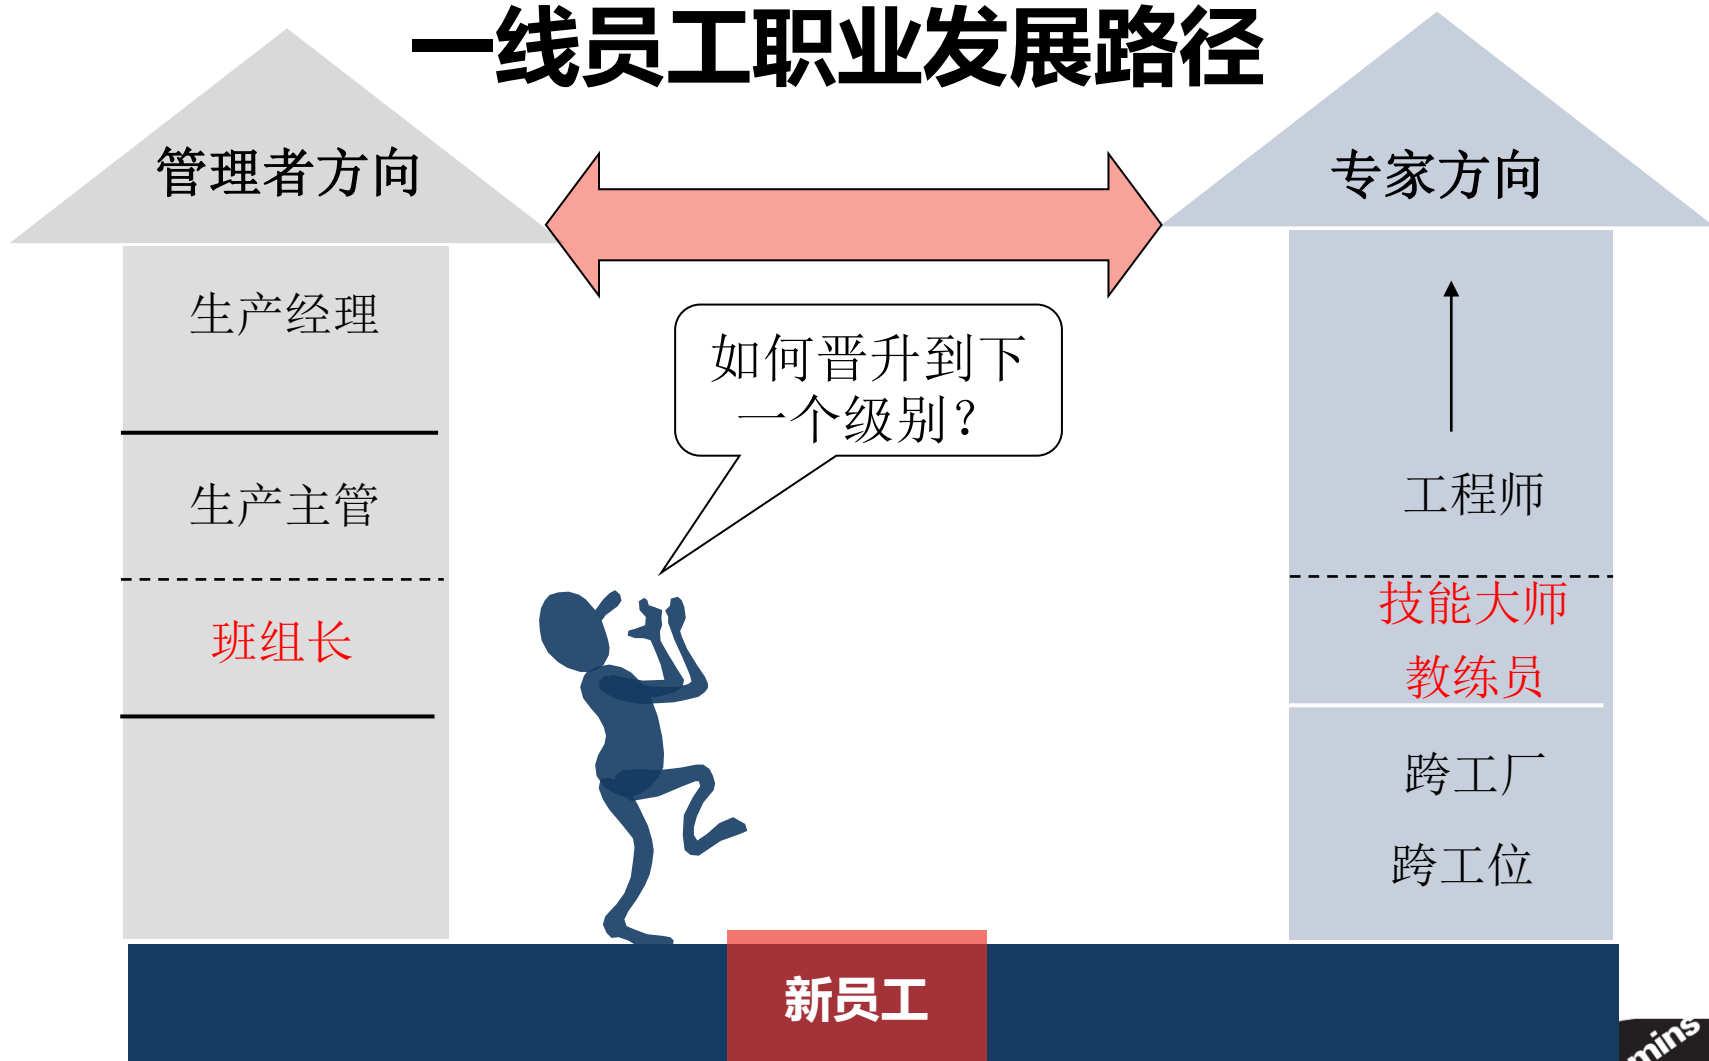 一线员工职业发展路径
管理者方向
专家方向
生产经理
如何晋升到下
一个级别?
生产主管
工程师
班组长
技能大师
教练员
跨工厂
跨工位
新员工
mins